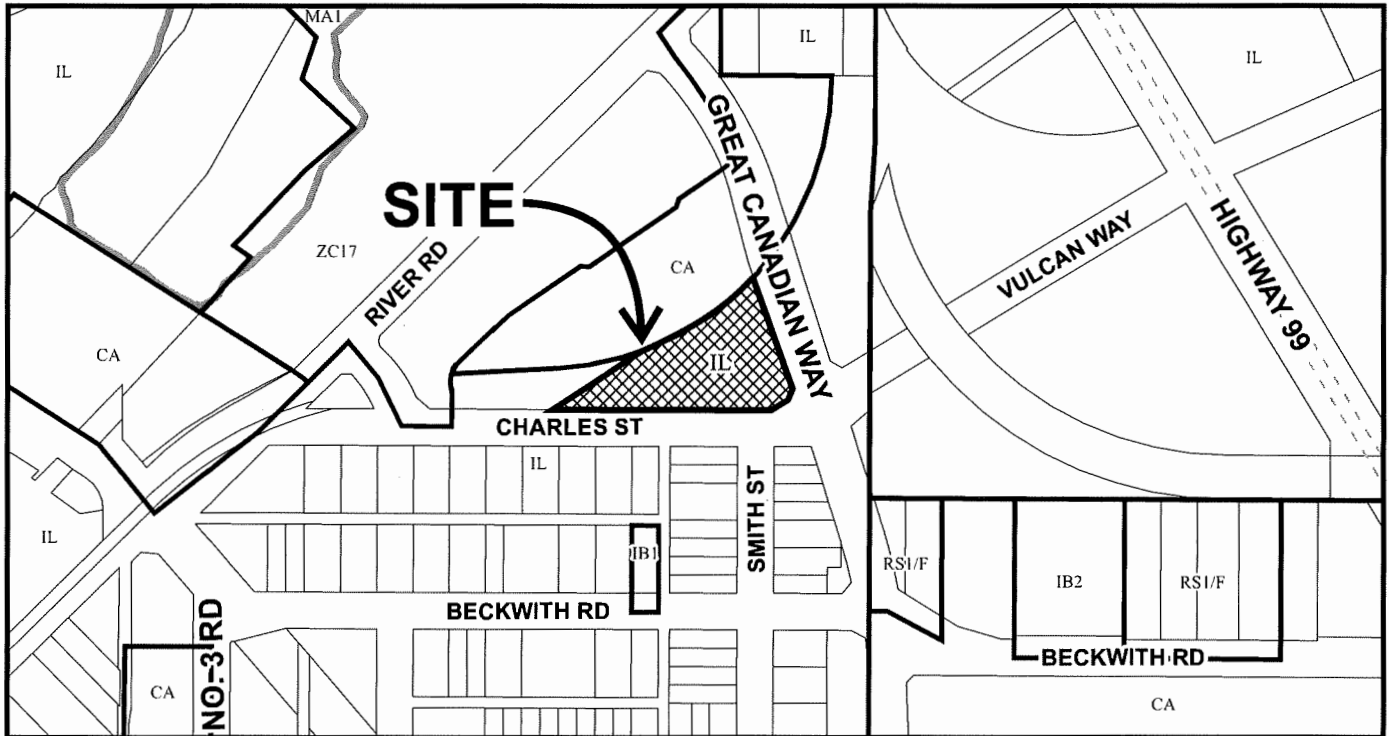 MA1
IL
IL
IL
GREAT CANADIAN WAY
SITE
ZC17
RIVER RD
CA
VULCAN WAY
HIGHWAY 99
CA
IL
CHARLES ST
IL
SMITH ST
IL
IB1
RS1/F
IB2
RS1/F
BECKWITH RD
NO. 3 RD
CA
BECKWITH RD
CA